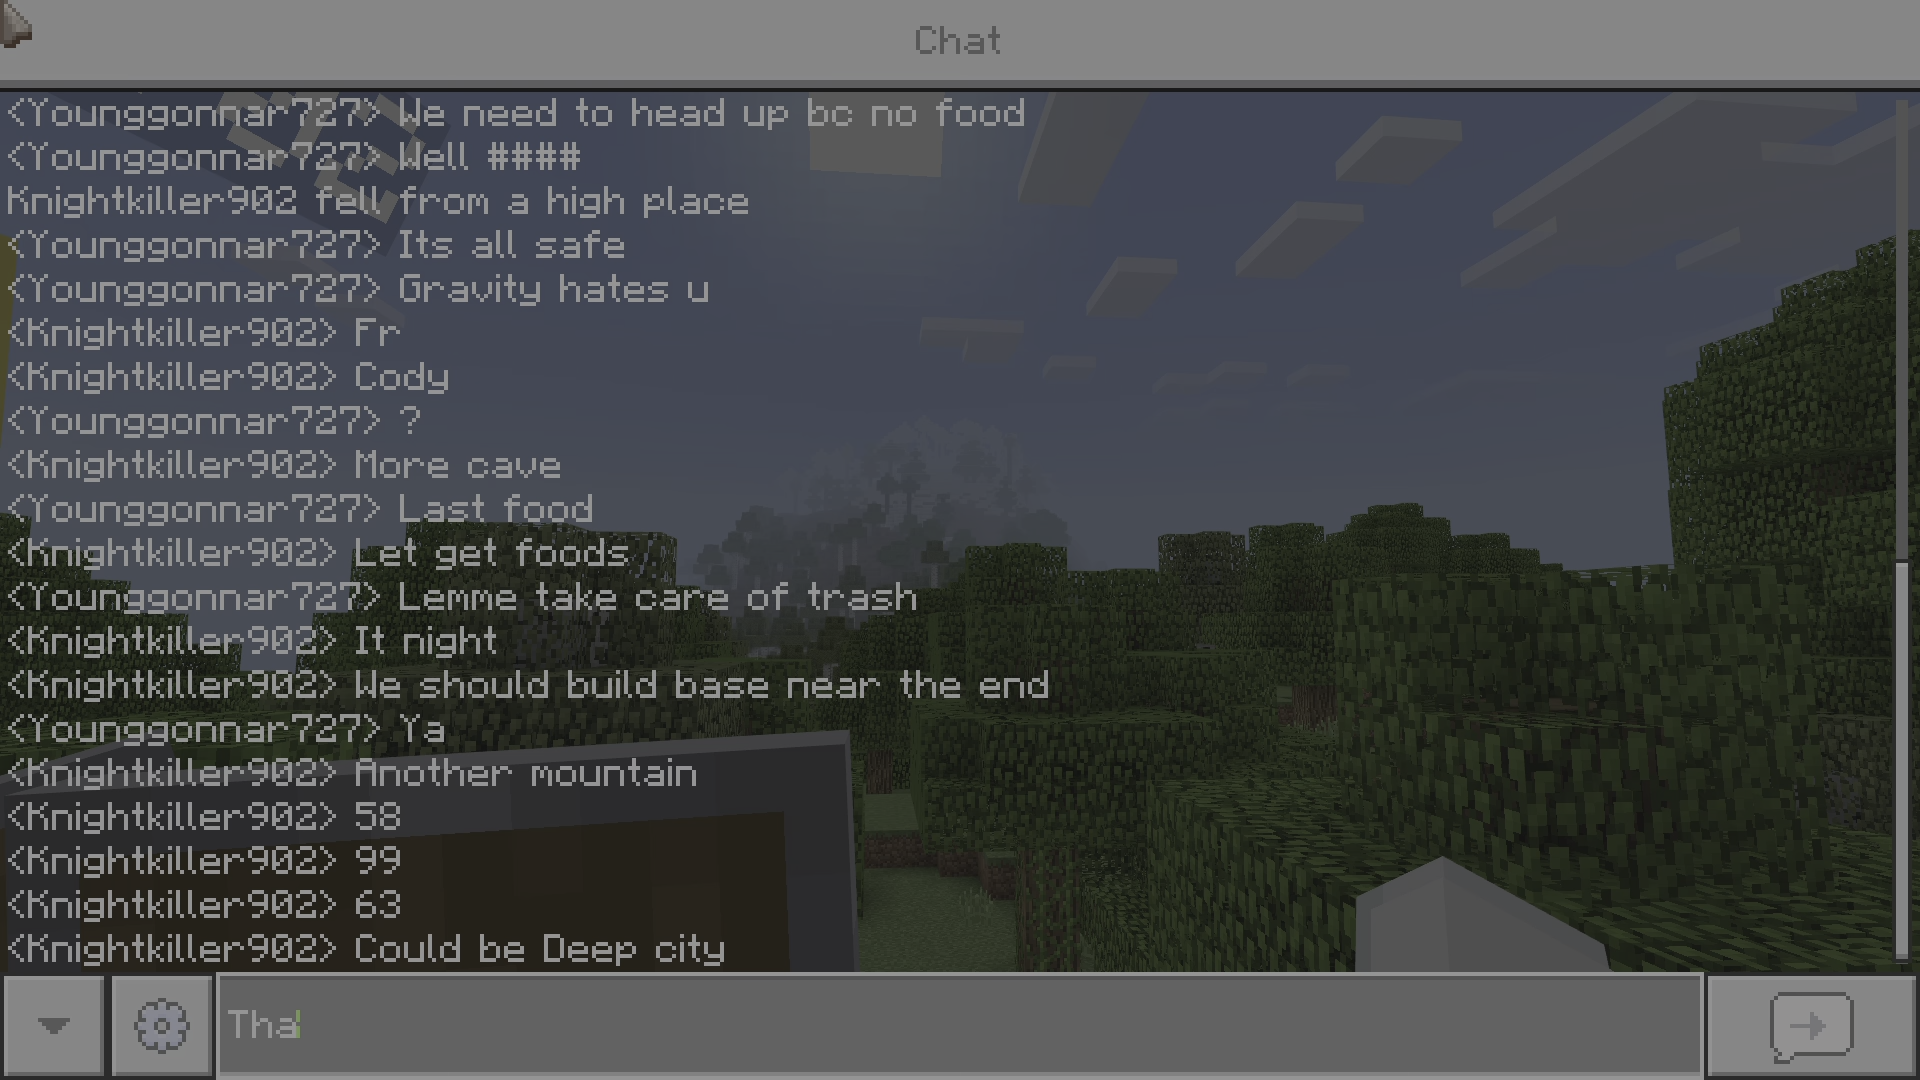 Chat
<Younggonnar727> We need to head up bc no food
<Younggonnar727> Well ####
Knightkiller902 fell from a high place
<Younggonnar727> Its all safe
<Younggonnar727> Gravity hates u
<Knightkiller902> Fr
<Knightkiller902> Cody
<Younggonnar727> ?
<Knightkiller902> More cave
<Younggonnar727> Last food
<Knightkiller902> Let get foods
<Younggonnar727> Lemme take care of trash
<Knightkiller902> It night
<Knightkiller902> We should build base near the end
<Younggonnar727> Ya
<Knightkiller902> Another mountain
<Knightkiller902> 58
<Knightkiller902> 99
<Knightkiller902> 63
<Knightkiller902> Could be Deep city
Tha